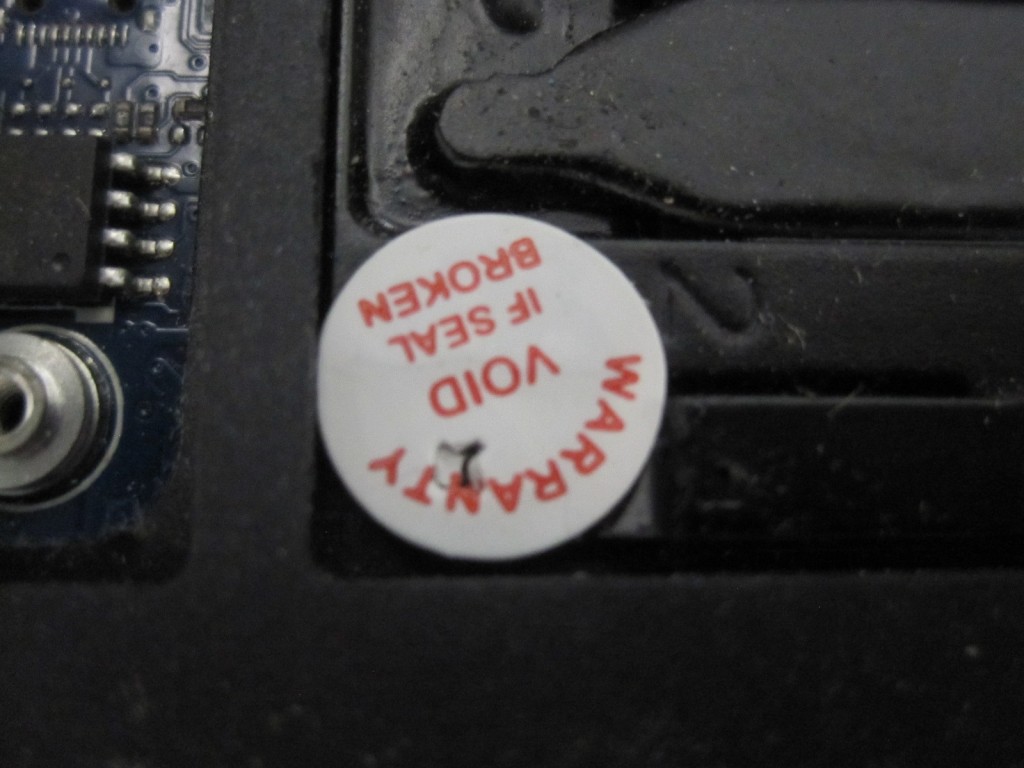 WARRANTY
VOID
IF SEAL
BROKEN